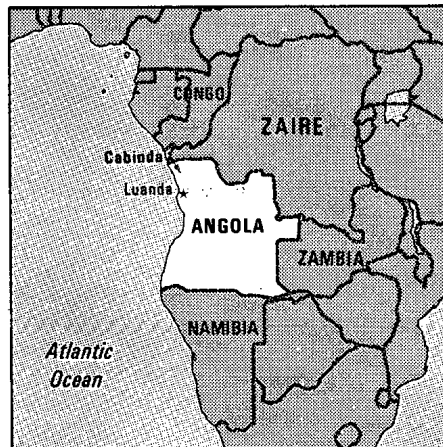 CONGO
ZAIRE
Cabinda
Luanda
ANGOLA
ZAMBIA
NAMIBIA
Atlantic
Ocean